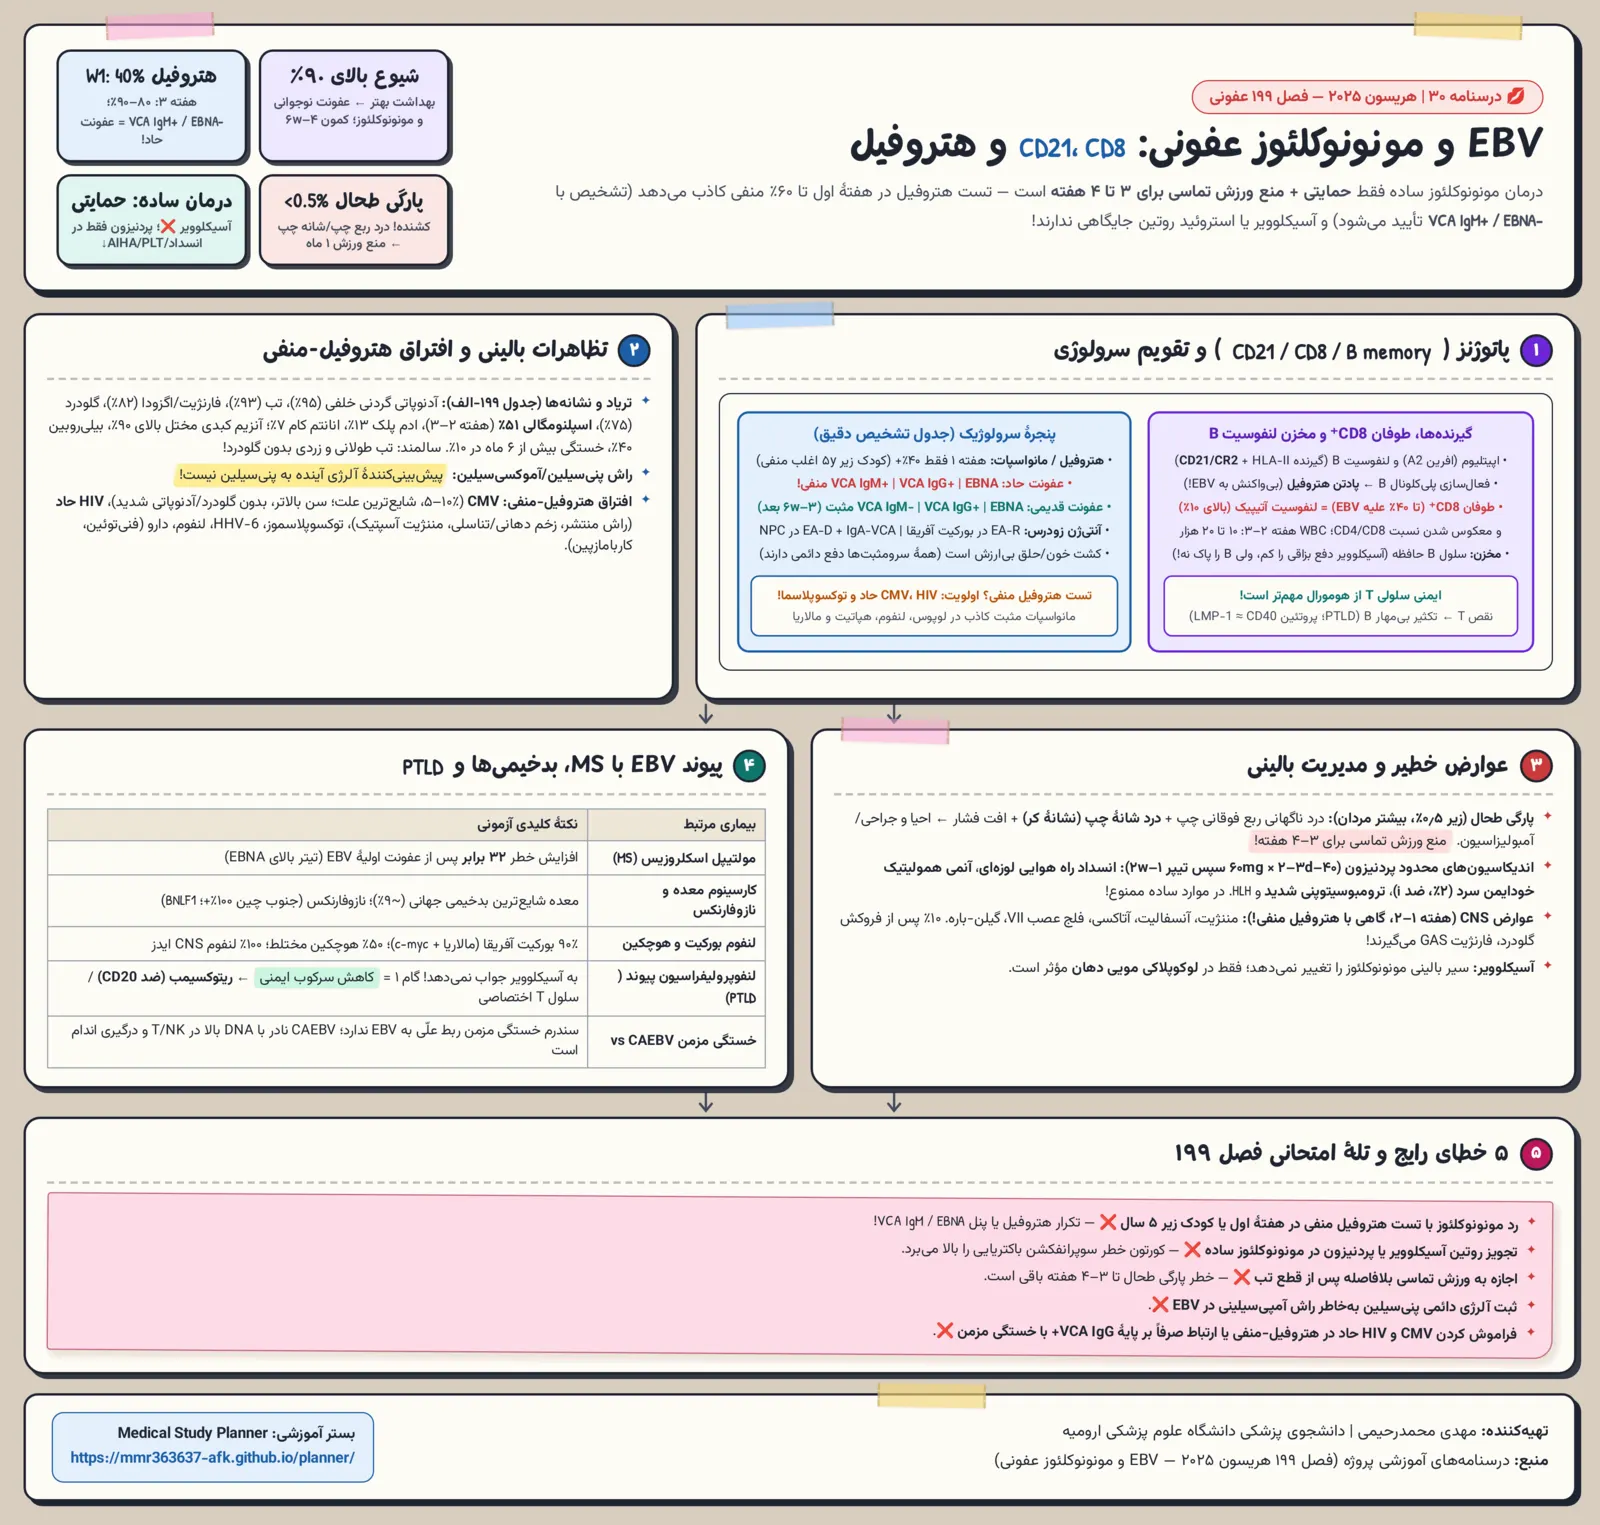 💋 درسنامه ۳۰ | هریسون ۲۰۲۵ — فصل ۱۹۹ عفونی
EBV و مونونوکلئوز عفونی: CD21، CD8 و هتروفیل
درمان مونونوکلئوز ساده فقط حمایتی + منع ورزش تماسی برای ۳ تا ۴ هفته است — تست هتروفیل در هفتهٔ اول تا ۶۰٪ منفی کاذب می‌دهد (تشخیص با
VCA IgM+ / EBNA- تأیید می‌شود) و آسیکلوویر یا استروئید روتین جایگاهی ندارند!
شیوع بالای ۹۰٪
بهداشت بهتر ← عفونت نوجوانی
و مونونوکلئوز؛ کمون ۴–۶w
هتروفیل W1: 40%
هفته ۳: ۸۰–۹۰٪؛
VCA IgM+ / EBNA- = عفونت
حاد!
پارگی طحال 0.5%>
کشنده! درد ربع چپ/شانه چپ
← منع ورزش ۱ ماه
درمان ساده: حمایتی
آسیکلوویر ❌؛ پردنیزون فقط در
انسداد/AIHA/PLT↓
۱ پاتوژنز ( CD21 / CD8 / B memory ) و تقویم سرولوژی
گیرنده‌ها، طوفان CD8⁺ و مخزن لنفوسیت B
• اپیتلیوم (افرین A2) و لنفوسیت B (گیرنده CD21/CR2 + HLA-II)
• فعال‌سازی پلی‌کلونال B ← پادتن هتروفیل (بی‌واکنش به EBV!)
• طوفان CD8⁺ (تا ۴۰٪ علیه EBV) = لنفوسیت آتیپیک (بالای ۱۰٪)
و معکوس شدن نسبت CD4/CD8؛ WBC هفته ۲–۳: ۱۰ تا ۲۰ هزار
• مخزن: سلول B حافظه (آسیکلوویر دفع بزاقی را کم، ولی B را پاک نه!)
ایمنی سلولی T از هومورال مهم‌تر است!
نقص T ← تکثیر بی‌مهار B (PTLD؛ پروتئین LMP-1 ≈ CD40)
پنجرهٔ سرولوژیک (جدول تشخیص دقیق)
• هتروفیل / مانواسپات: هفته ۱ فقط ۴۰٪+ (کودک زیر ۵y اغلب منفی)
• عفونت حاد: VCA IgM+ | VCA IgG+ | EBNA منفی!
• عفونت قدیمی: VCA IgM- | VCA IgG+ | EBNA مثبت (۳–۶w بعد)
• آنتی‌ژن زودرس: EA-R در بورکیت آفریقا | EA-D + IgA-VCA در NPC
• کشت خون/حلق بی‌ارزش است (همهٔ سرومثبت‌ها دفع دائمی دارند)
تست هتروفیل منفی؟ اولویت: CMV، HIV حاد و توکسوپلاسما!
مانواسپات مثبت کاذب در لوپوس، لنفوم، هپاتیت و مالاریا
۲ تظاهرات بالینی و افتراق هتروفیل-منفی
✦ تریاد و نشانه‌ها (جدول ۱۹۹-الف): آدنوپاتی گردنی خلفی (۹۵٪)، تب (۹۳٪)، فارنژیت/اگزودا (۸۲٪)، گلودرد
(۷۵٪)، اسپلنومگالی ۵۱٪ (هفته ۲–۳)، ادم پلک ۱۳٪، انانتم کام ۷٪؛ آنزیم کبدی مختل بالای ۹۰٪، بیلی‌روبین
۴۰٪، خستگی بیش از ۶ ماه در ۱۰٪. سالمند: تب طولانی و زردی بدون گلودرد!
✦ راش پنی‌سیلین/آموکسی‌سیلین: پیش‌بینی‌کنندهٔ آلرژی آینده به پنی‌سیلین نیست!
✦ افتراق هتروفیل-منفی: CMV (۵–۱۰٪، شایع‌ترین علت؛ سن بالاتر، بدون گلودرد/آدنوپاتی شدید)، HIV حاد
(راش منتشر، زخم دهانی/تناسلی، مننژیت آسپتیک)، توکسوپلاسموز، HHV-6، لنفوم، دارو (فنی‌توئین،
کاربامازپین).
۳ عوارض خطیر و مدیریت بالینی
✦ پارگی طحال (زیر ۰٫۵٪، بیشتر مردان): درد ناگهانی ربع فوقانی چپ + درد شانهٔ چپ (نشانهٔ کر) + افت فشار ← احیا و جراحی/
آمبولیزاسیون. منع ورزش تماسی برای ۳–۴ هفته!
✦ اندیکاسیون‌های محدود پردنیزون (۴۰–۶۰mg × ۲–۳d سپس تیپر ۱–۲w): انسداد راه هوایی لوزه‌ای، آنمی همولیتیک
خودایمن سرد (۲٪، ضد i)، ترومبوسیتوپنی شدید و HLH. در موارد ساده ممنوع!
✦ عوارض CNS (هفته ۱–۲، گاهی با هتروفیل منفی!): مننژیت، آنسفالیت، آتاکسی، فلج عصب VII، گیلن-باره. ۱۰٪ پس از فروکش
گلودرد، فارنژیت GAS می‌گیرند!
✦ آسیکلوویر: سیر بالینی مونونوکلئوز را تغییر نمی‌دهد؛ فقط در لوکوپلاکی مویی دهان مؤثر است.
۴ پیوند EBV با MS، بدخیمی‌ها و PTLD
بیماری مرتبط | نکتهٔ کلیدی آزمونی
مولتیپل اسکلروزیس (MS) | افزایش خطر ۳۲ برابر پس از عفونت اولیهٔ EBV (تیتر بالای EBNA)
کارسینوم معده و نازوفارنکس | معده شایع‌ترین بدخیمی جهانی (~۹٪)؛ نازوفارنکس (جنوب چین ۱۰۰٪+؛ BNLF1)
لنفوم بورکیت و هوچکین | ۹۰٪ بورکیت آفریقا (مالاریا + c-myc)؛ ۵۰٪ هوچکین مختلط؛ ۱۰۰٪ لنفوم CNS ایدز
لنفوپرولیفراسیون پیوند (PTLD) | به آسیکلوویر جواب نمی‌دهد! گام ۱ = کاهش سرکوب ایمنی ← ریتوکسیمب (ضد CD20) /
سلول T اختصاصی
خستگی مزمن vs CAEBV | سندرم خستگی مزمن ربط علّی به EBV ندارد؛ CAEBV نادر با DNA بالا در T/NK و درگیری اندام
است
۵ ۵ خطای رایج و تلهٔ امتحانی فصل ۱۹۹
✦ رد مونونوکلئوز با تست هتروفیل منفی در هفتهٔ اول یا کودک زیر ۵ سال ❌ — تکرار هتروفیل یا پنل VCA IgM / EBNA!
✦ تجویز روتین آسیکلوویر یا پردنیزون در مونونوکلئوز ساده ❌ — کورتون خطر سوپرانفکشن باکتریایی را بالا می‌برد.
✦ اجازه به ورزش تماسی بلافاصله پس از قطع تب ❌ — خطر پارگی طحال تا ۳–۴ هفته باقی است.
✦ ثبت آلرژی دائمی پنی‌سیلین به‌خاطر راش آمپی‌سیلینی در EBV ❌.
✦ فراموش کردن CMV و HIV حاد در هتروفیل-منفی یا ارتباط صرفاً بر پایهٔ VCA IgG+ با خستگی مزمن ❌.
تهیه‌کننده: مهدی محمدرحیمی | دانشجوی پزشکی دانشگاه علوم پزشکی ارومیه
منبع: درسنامه‌های آموزشی پروژه (فصل ۱۹۹ هریسون ۲۰۲۵ — EBV و مونونوکلئوز عفونی)
بستر آموزشی: Medical Study Planner
https://mmr363637-afk.github.io/planner/